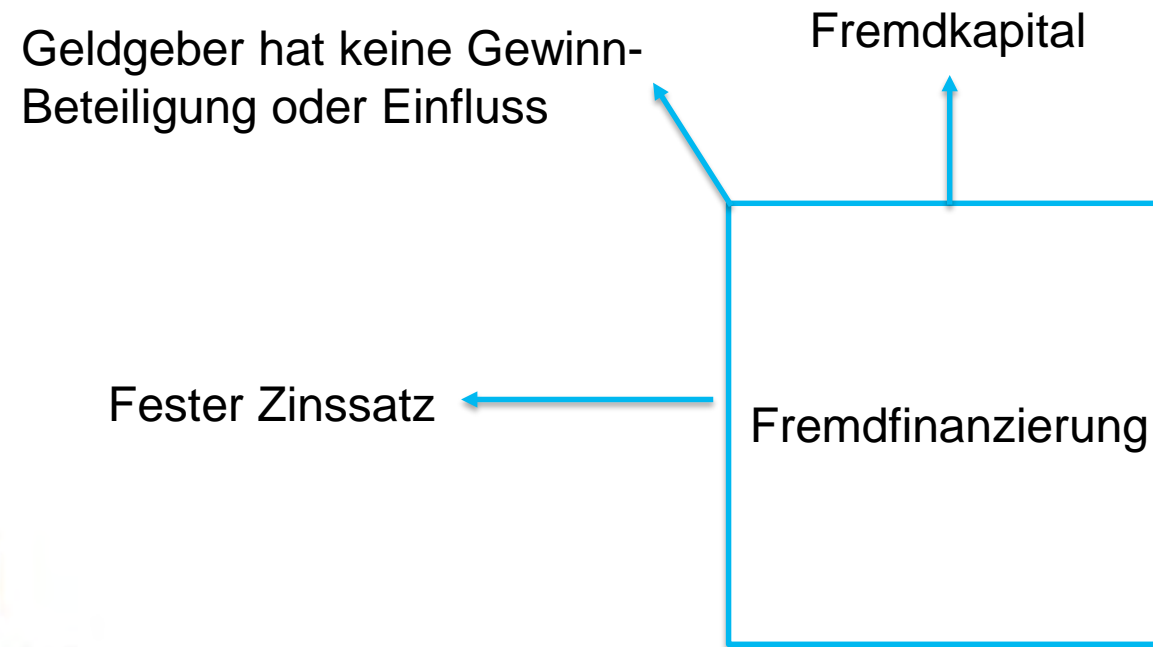 Geldgeber hat keine Gewinn-
Beteiligung oder Einfluss
Fremdkapital
Fester Zinssatz
Fremdfinanzierung